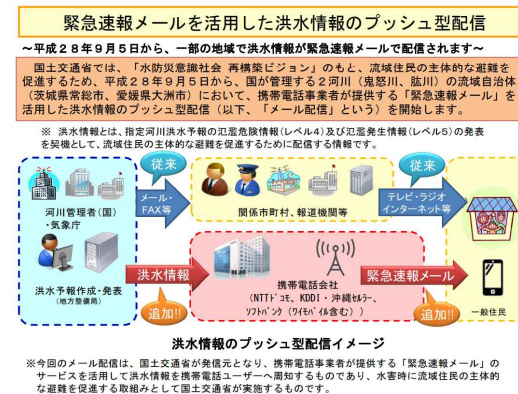 緊急速報メールを活用した洪水情報のプッシュ型配信
～平成28年9月5日から、一部の地域で洪水情報が緊急速報メールで配信されます～
国土交通省では、「水防災意識社会 再構築ビジョン」のもと、流域住民の主体的な避難を
促進するため、平成28年9月5日から、国が管理する2河川（鬼怒川、肱川）の流域自治体
（茨城県常総市、愛媛県大洲市）において、携帯電話事業者が提供する「緊急速報メール」を
活用した洪水情報のプッシュ型配信（以下、「メール配信」という）を開始します。
※ 洪水情報とは、指定河川洪水予報の氾濫危険情報(レベル4)及び氾濫発生情報(レベル5)の発表
を契機として、流域住民の主体的な避難を促進するために配信する情報です。
従来
従来
河川管理者(国)
・気象庁
メール・
FAX等
関係市町村、報道機関等
テレビ・ラジオ
インターネット等
洪水予報作成・発表
(地方整備局)
洪水情報
追加!!
携帯電話会社
(NTTﾄﾞｺﾓ、KDDI・沖縄ｾﾙﾗｰ、
ｿﾌﾄﾊﾞﾝｸ（ワイモバイル含む）)
緊急速報メール
追加!!
一般住民
洪水情報のプッシュ型配信イメージ
※今回のメール配信は、国土交通省が発信元となり、携帯電話事業者が提供する「緊急速報メール」の
サービスを活用して洪水情報を携帯電話ユーザーへ周知するものであり、水害時に流域住民の主体的
な避難を促進する取組みとして国土交通省が実施するものです。